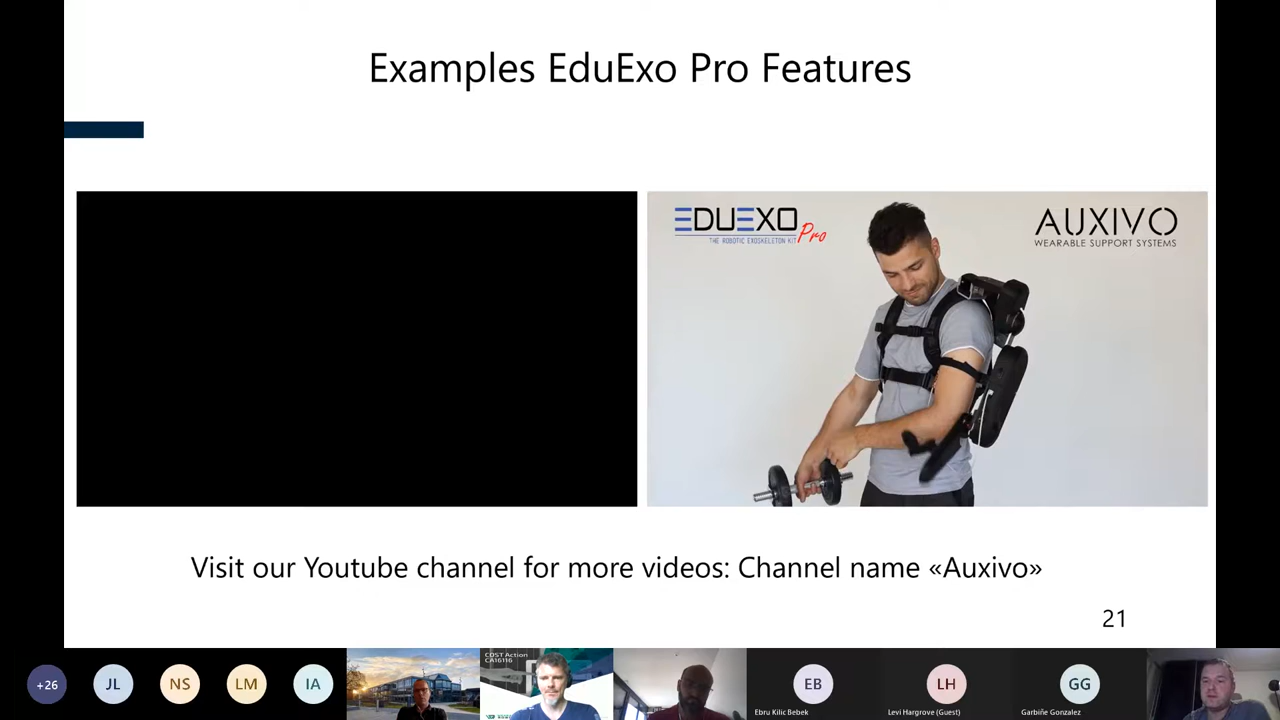 Examples EduExo Pro Features
EDUEXO Pro
THE ROBOTIC EXOSKELETON KIT
AUXIVO
WEARABLE SUPPORT SYSTEMS
Visit our Youtube channel for more videos: Channel name «Auxivo»
21
+26
JL
NS
LM
IA
COST Action
CA16116
EB
Ebru Kilic Bebek
LH
Levi Hargrove (Guest)
GG
Garbiñe Gonzalez